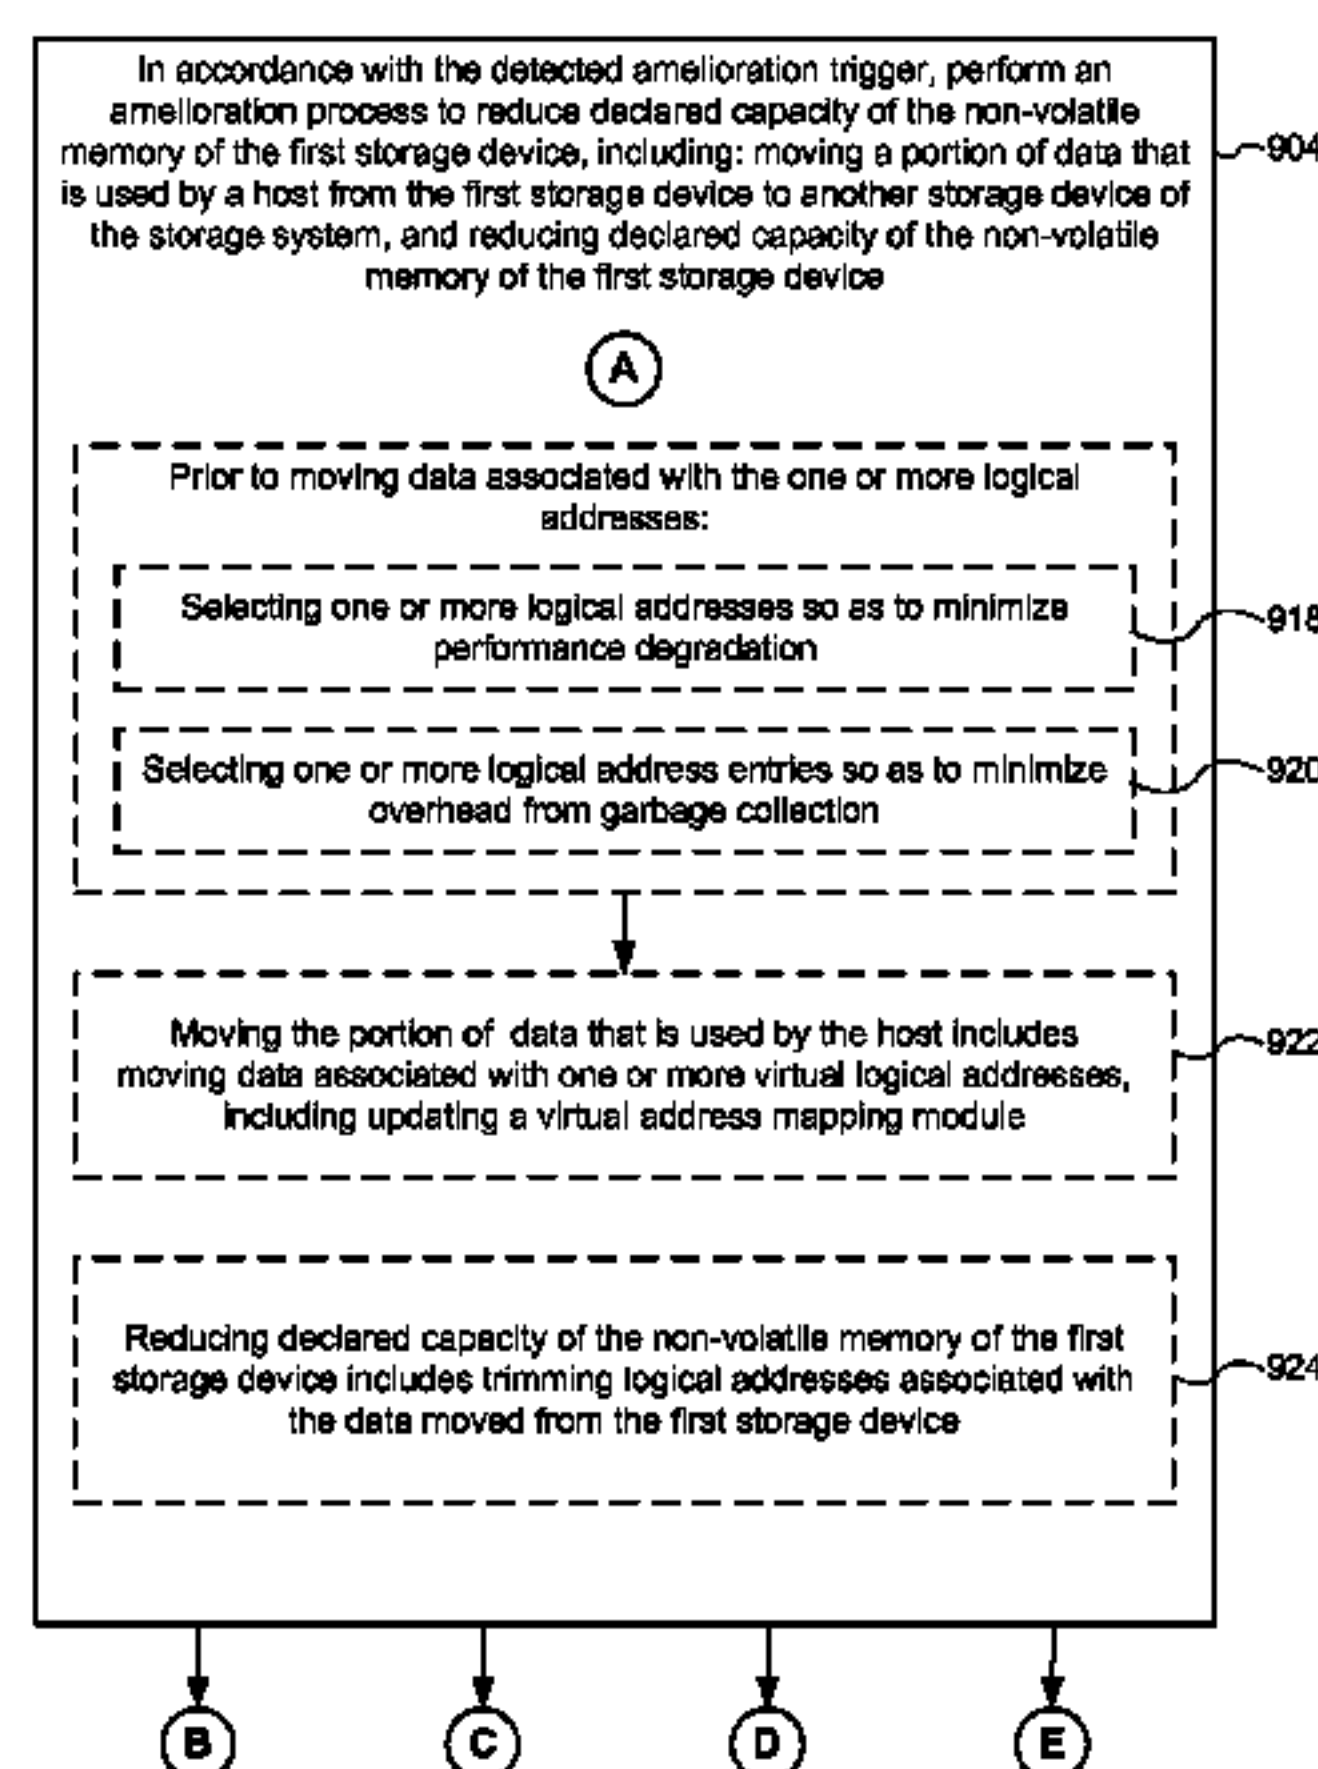 In accordance with the detected amelioration trigger, perform an
amelioration process to reduce declared capacity of the non-volatile
memory of the first storage device, including: moving a portion of data that
is used by a host from the first storage device to another storage device of
the storage system, and reducing declared capacity of the non-volatile
memory of the first storage device
904
A
Prior to moving data associated with the one or more logical
addresses:
Selecting one or more logical addresses so as to minimize
performance degradation
918
Selecting one or more logical address entries so as to minimize
overhead from garbage collection
920
Moving the portion of data that is used by the host includes
moving data associated with one or more virtual logical addresses,
including updating a virtual address mapping module
922
Reducing declared capacity of the non-volatile memory of the first
storage device includes trimming logical addresses associated with
the data moved from the first storage device
924
B
C
D
E